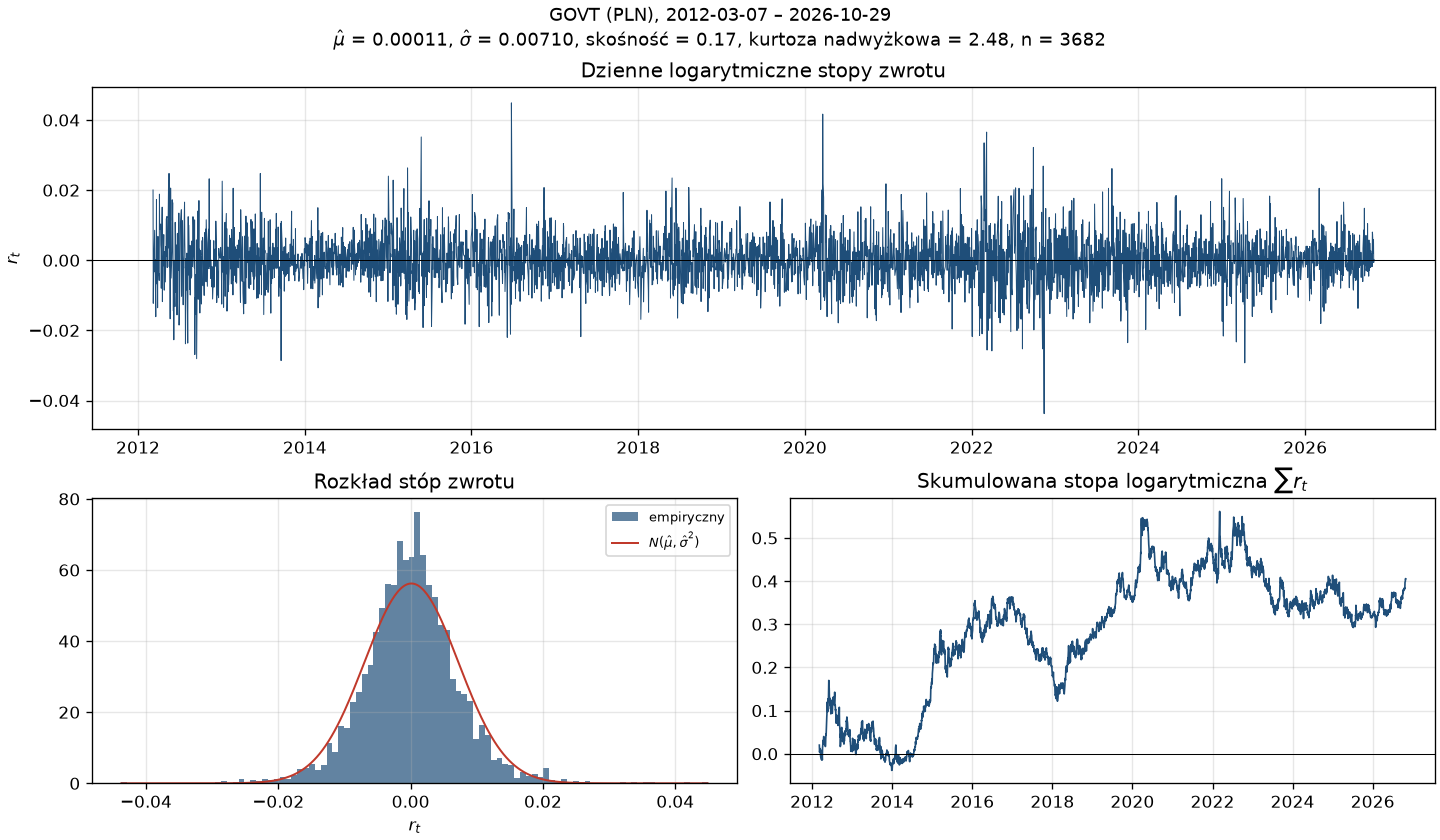 GOVT (PLN), 2012-03-07 – 2026-10-29
μ̂ = 0.00011, σ̂ = 0.00710, skośność = 0.17, kurtoza nadwyżkowa = 2.48, n = 3682
Dzienne logarytmiczne stopy zwrotu
0.04
0.02
0.00
−0.02
−0.04
r_t
2012 2014 2016 2018 2020 2022 2024 2026
Rozkład stóp zwrotu
80
60
40
20
0
empiryczny
N(μ̂, σ̂²)
−0.04 −0.02 0.00 0.02 0.04
r_t
Skumulowana stopa logarytmiczna ∑r_t
0.5
0.4
0.3
0.2
0.1
0.0
2012 2014 2016 2018 2020 2022 2024 2026